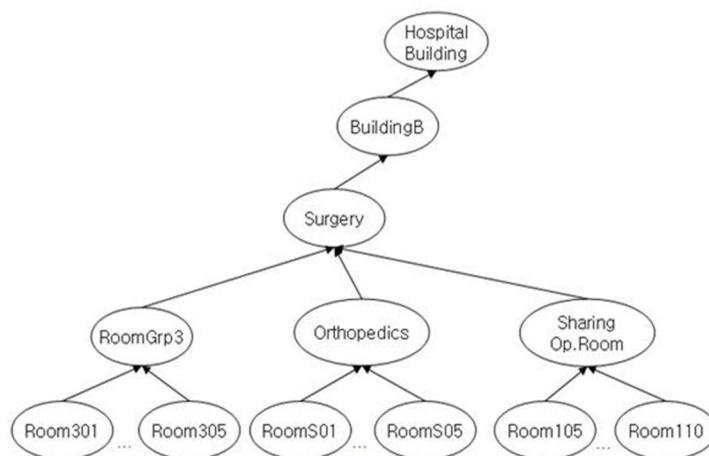 Hospital
Building
BuildingB
Surgery
RoomGrp3
Orthopedics
Sharing
Op.Room
Room301
...
Room305
RoomS01
...
RoomS05
Room105
...
Room110